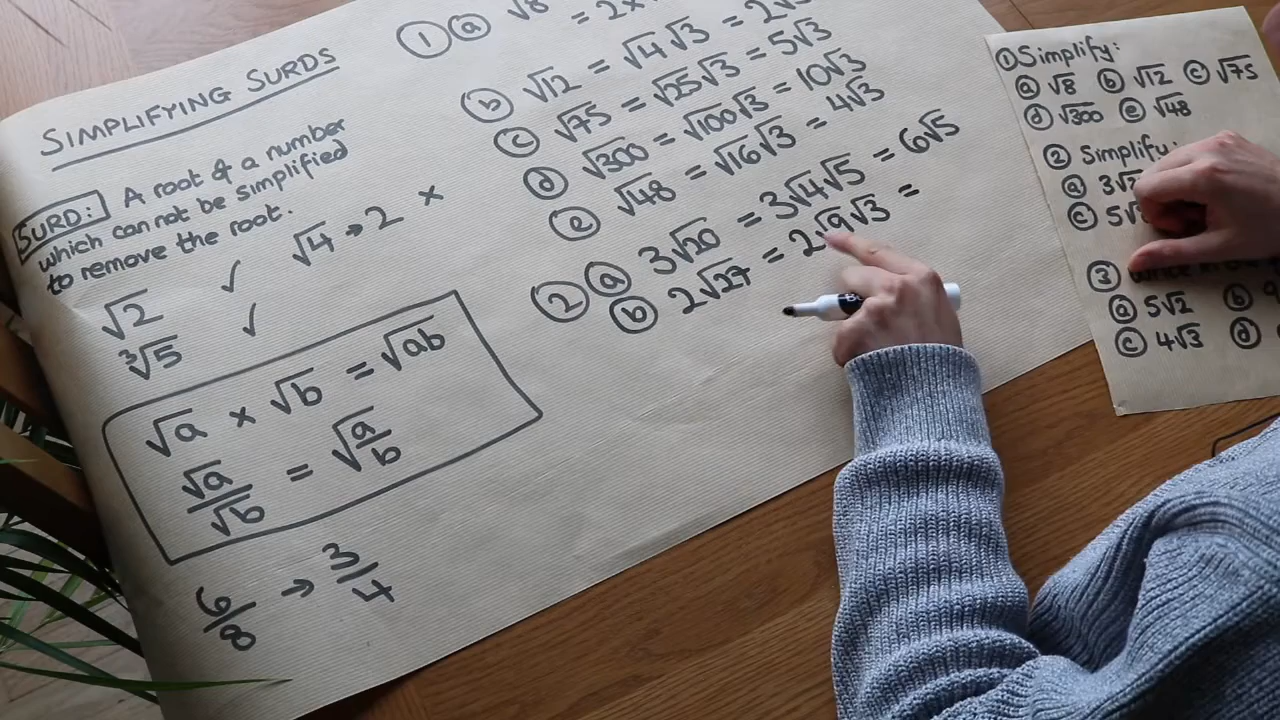 SIMPLIFYING SURDS
SURD: A root of a number
which can not be simplified
to remove the root.
√2 ✓ √4 → 2 ×
³√5 ✓
√a × √b = √ab
√a/√b = √(a/b)
6/8 → 3/4
① ⓐ √8
= 2×
ⓑ √12 = √4√3 = 2√3
ⓒ √75 = √25√3 = 5√3
ⓓ √300 = √100√3 = 10√3
ⓔ √48 = √16√3 = 4√3
② ⓐ 3√20 = 3√4√5 = 6√5
ⓑ 2√27 = 2√9√3 =
① Simplify:
ⓐ √8 ⓑ √12 ⓒ √75
ⓓ √300 ⓔ √48
② Simplify:
ⓐ 3√2
ⓒ 5√
③
ⓐ 5√2 ⓑ
ⓒ 4√3 ⓓ